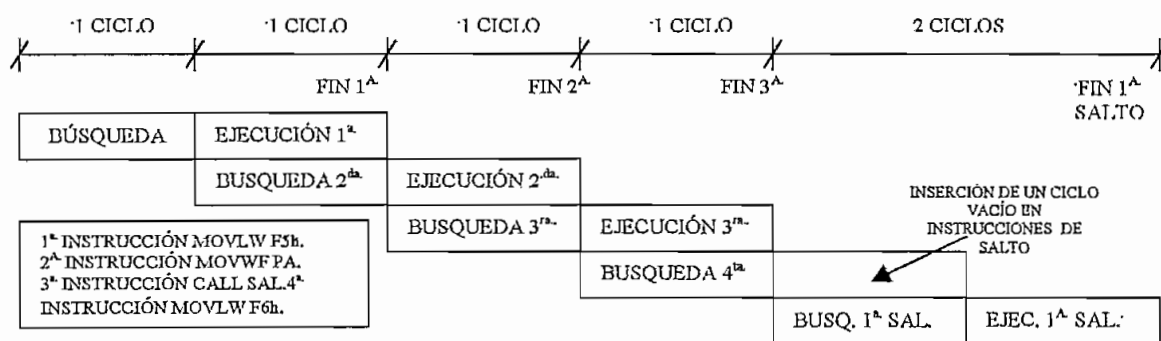 1 CICLO 1 CICLO 1 CICLO 1 CICLO 2 CICLOS
FIN 1ᴬ· FIN 2ᴬ· FIN 3ᴬ· FIN 1ᴬ·
SALTO
BÚSQUEDA EJECUCIÓN 1ª·
BUSQUEDA 2ᵈᵃ· EJECUCIÓN 2·ᵈᵃ·
INSERCIÓN DE UN CICLO
VACÍO EN
INSTRUCCIONES DE
SALTO
BUSQUEDA 3ʳᵃ·- EJECUCIÓN 3ʳᵃ·-
1ª· INSTRUCCIÓN MOVLW F5h.
2ᴬ· INSTRUCCIÓN MOVWF PA.
3ª· INSTRUCCIÓN CALL SAL.4ª·
INSTRUCCIÓN MOVLW F6h.
BUSQUEDA 4ᵗᵃ·
BUSQ. 1ª· SAL. EJEC. 1ᴬ· SAL.